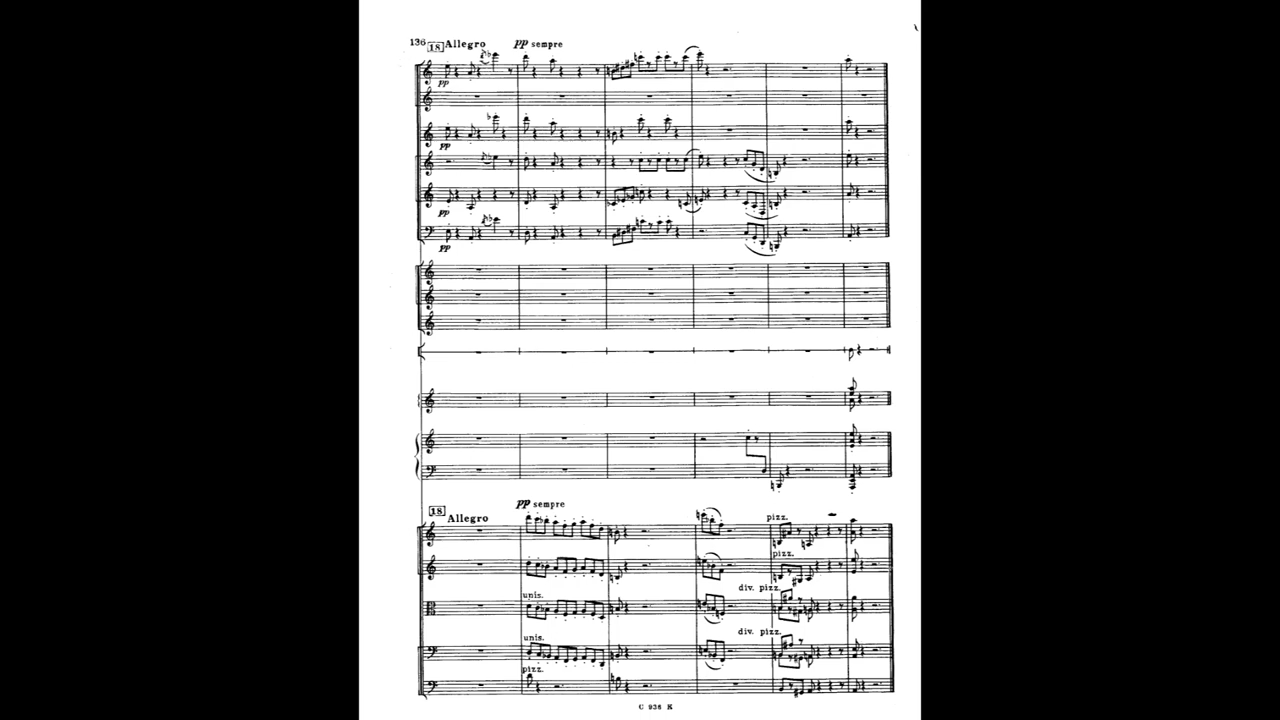 136 18 Allegro pp sempre
pp
pp
pp
pp
pp sempre
18 Allegro
pizz.
pizz.
unis. div. pizz.
unis. div. pizz.
pizz.
С 936 К